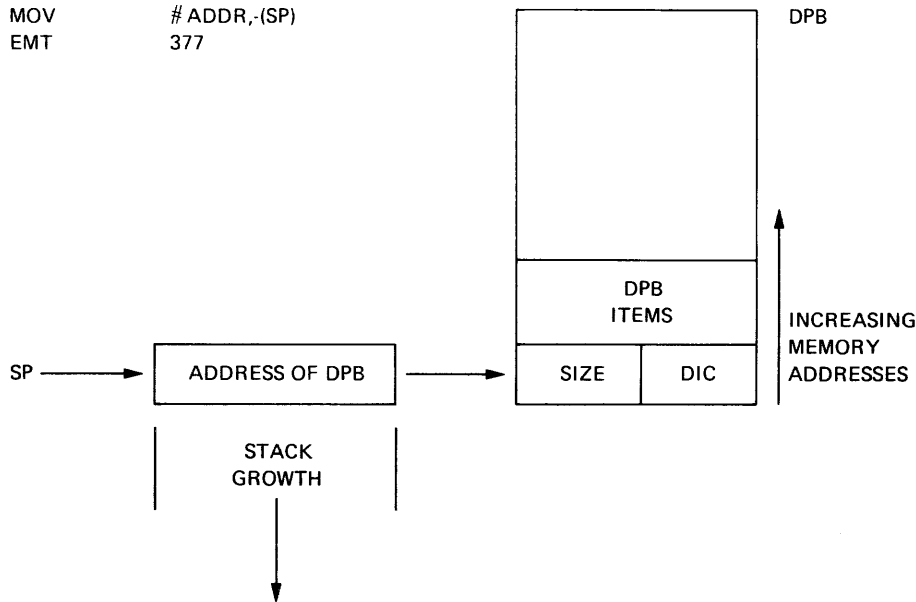 MOV #ADDR,-(SP)
EMT 377
DPB
DPB
ITEMS
INCREASING
MEMORY
ADDRESSES
SP
ADDRESS OF DPB
SIZE
DIC
STACK
GROWTH